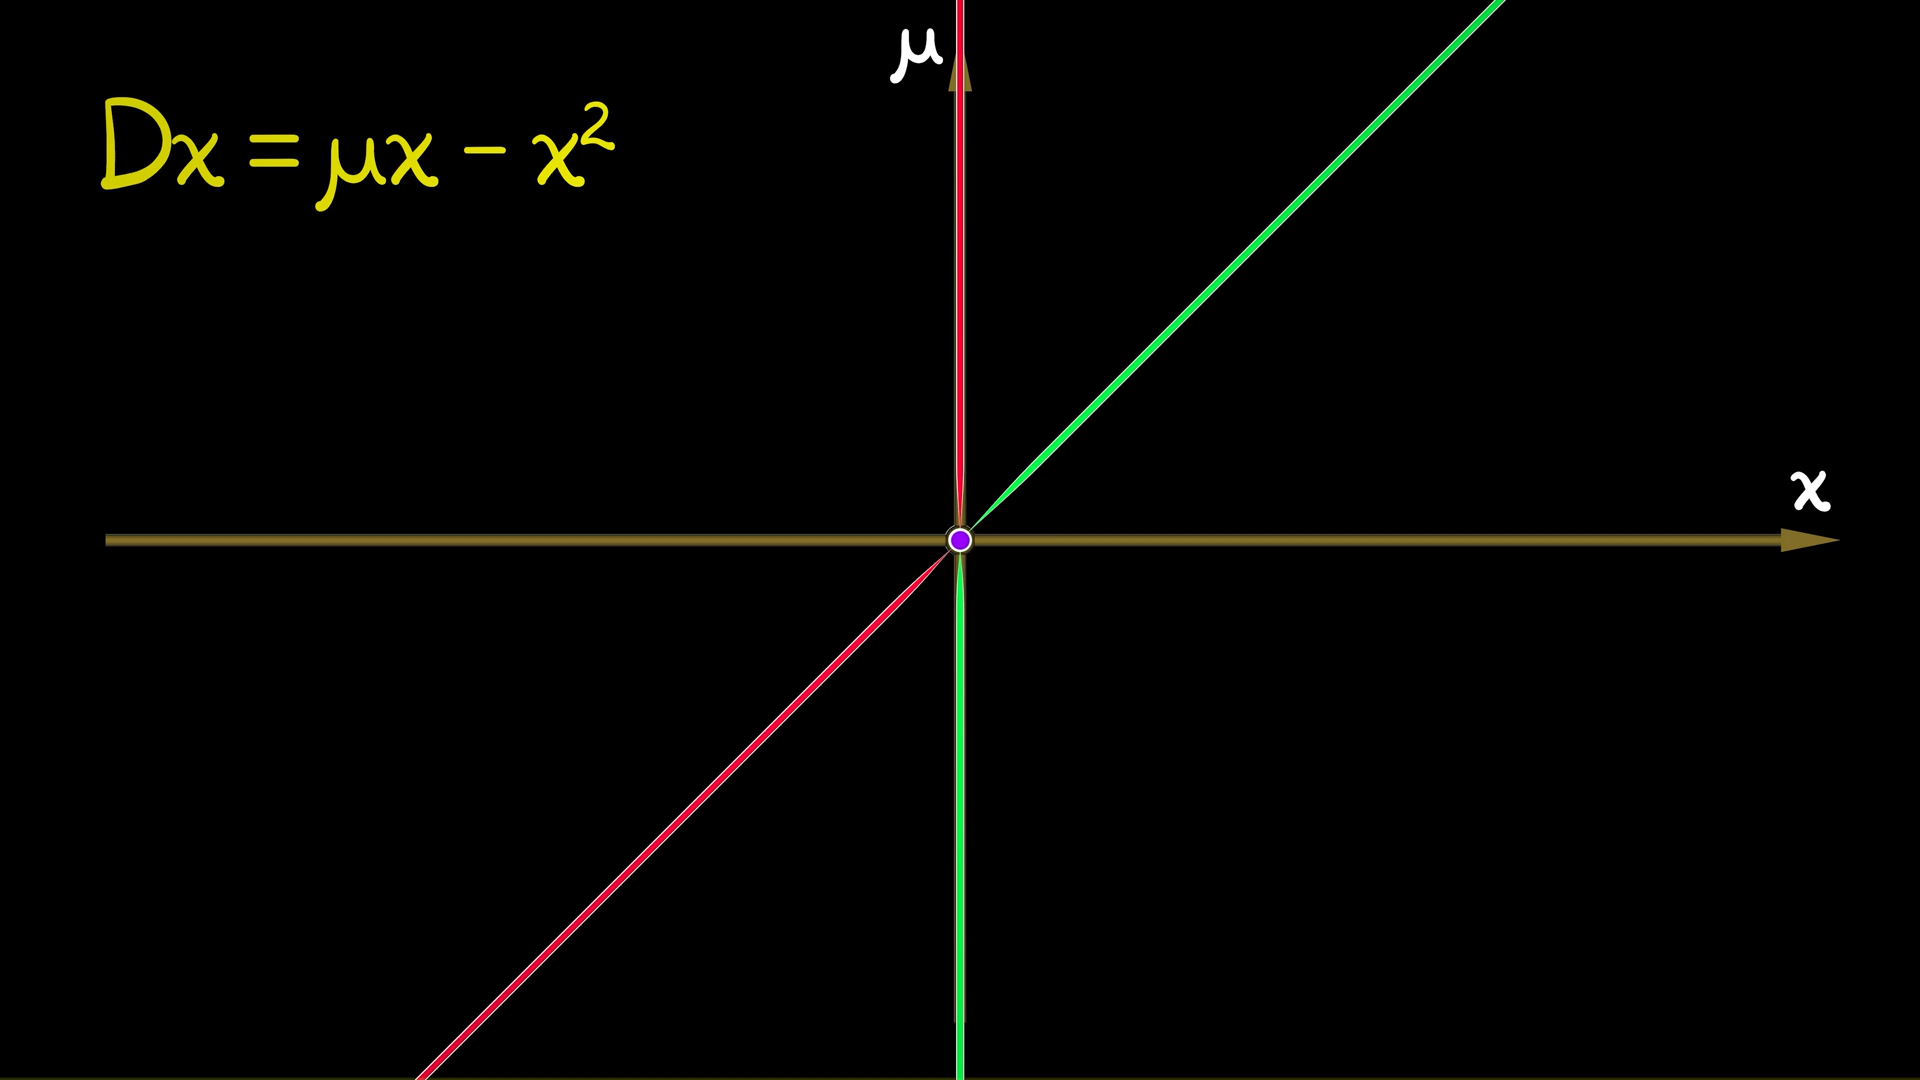 μ
Dx = μx - x²
x